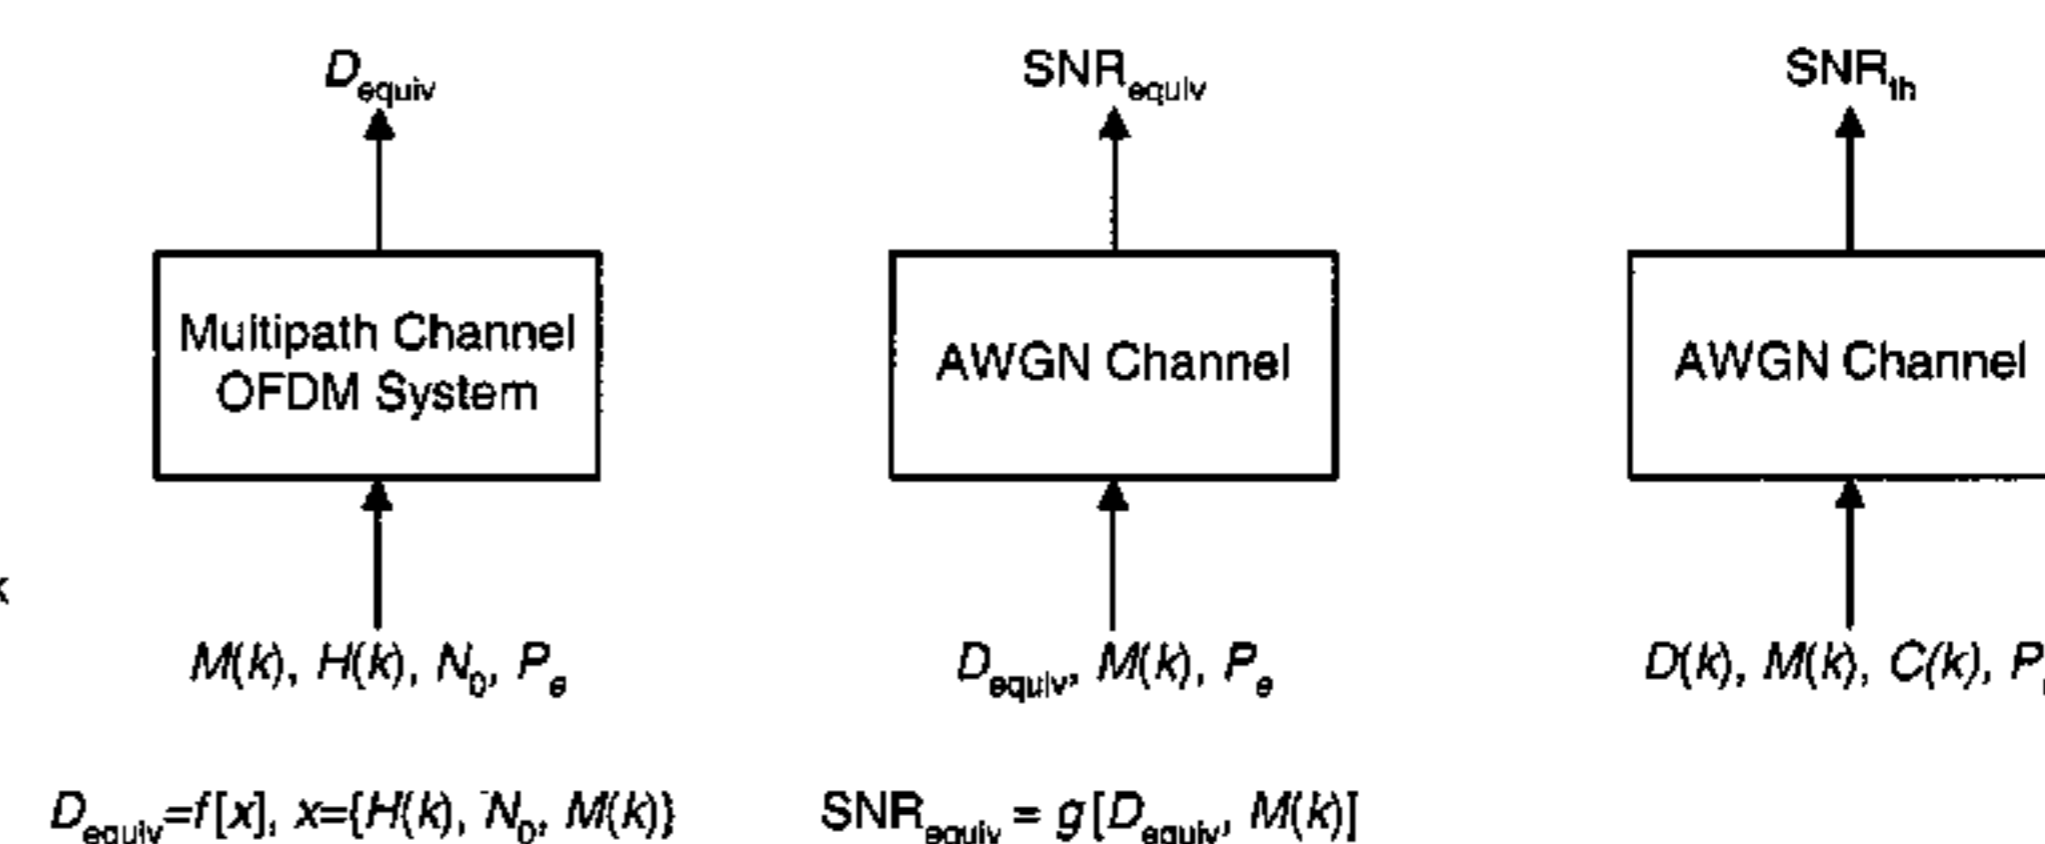 D_equiv
SNR_equiv
SNR_th
Multipath Channel
OFDM System
AWGN Channel
AWGN Channel
M(k), H(k), N_0, P_e
D_equiv, M(k), P_e
D(k), M(k), C(k), P
D_equiv=f[x], x={H(k), N_0, M(k)}
SNR_equiv = g[D_equiv, M(k)]